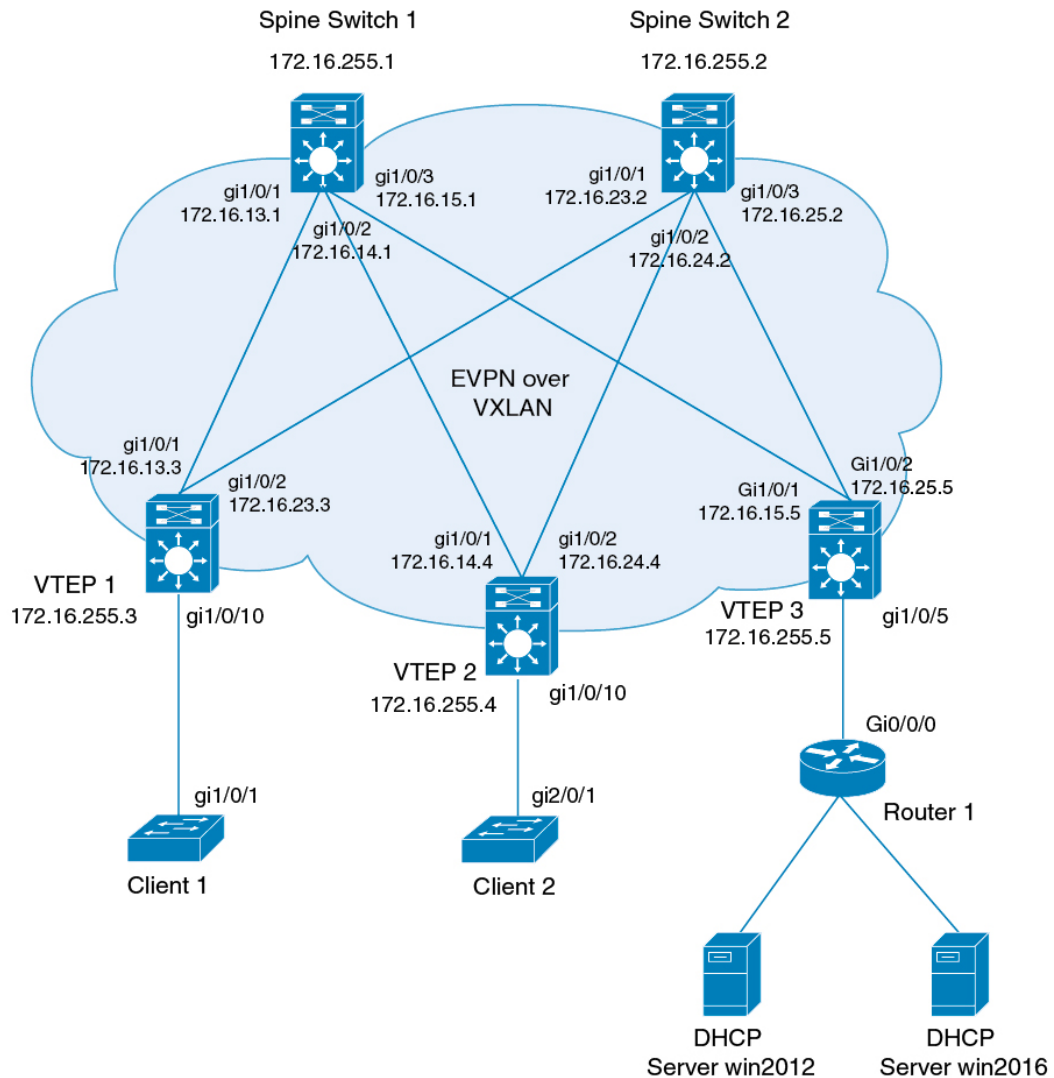 Spine Switch 1
172.16.255.1
Spine Switch 2
172.16.255.2
gi1/0/1
172.16.13.1
gi1/0/3
172.16.15.1
gi1/0/2
172.16.14.1
gi1/0/1
172.16.23.2
gi1/0/3
172.16.25.2
gi1/0/2
172.16.24.2
EVPN over
VXLAN
gi1/0/1
172.16.13.3
gi1/0/2
172.16.23.3
gi1/0/1
172.16.14.4
gi1/0/2
172.16.24.4
Gi1/0/1
172.16.15.5
Gi1/0/2
172.16.25.5
VTEP 1
172.16.255.3
gi1/0/10
VTEP 2
172.16.255.4
gi1/0/10
VTEP 3
172.16.255.5
gi1/0/5
Gi0/0/0
Router 1
gi1/0/1
Client 1
gi2/0/1
Client 2
DHCP
Server win2012
DHCP
Server win2016